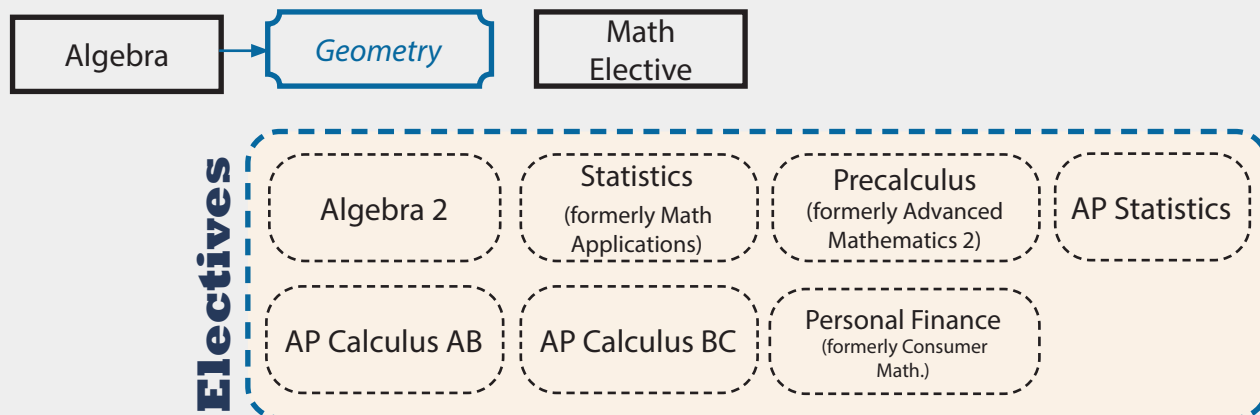 Algebra
Geometry
Math
Elective
Electives
Algebra 2
Statistics
(formerly Math
Applications)
Precalculus
(formerly Advanced
Mathematics 2)
AP Statistics
AP Calculus AB
AP Calculus BC
Personal Finance
(formerly Consumer
Math.)